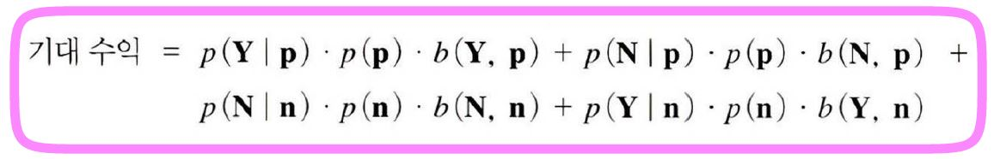 기대 수익 = p(Y | p) · p(p) · b(Y, p) + p(N | p) · p(p) · b(N, p) +
p(N | n) · p(n) · b(N, n) + p(Y | n) · p(n) · b(Y, n)